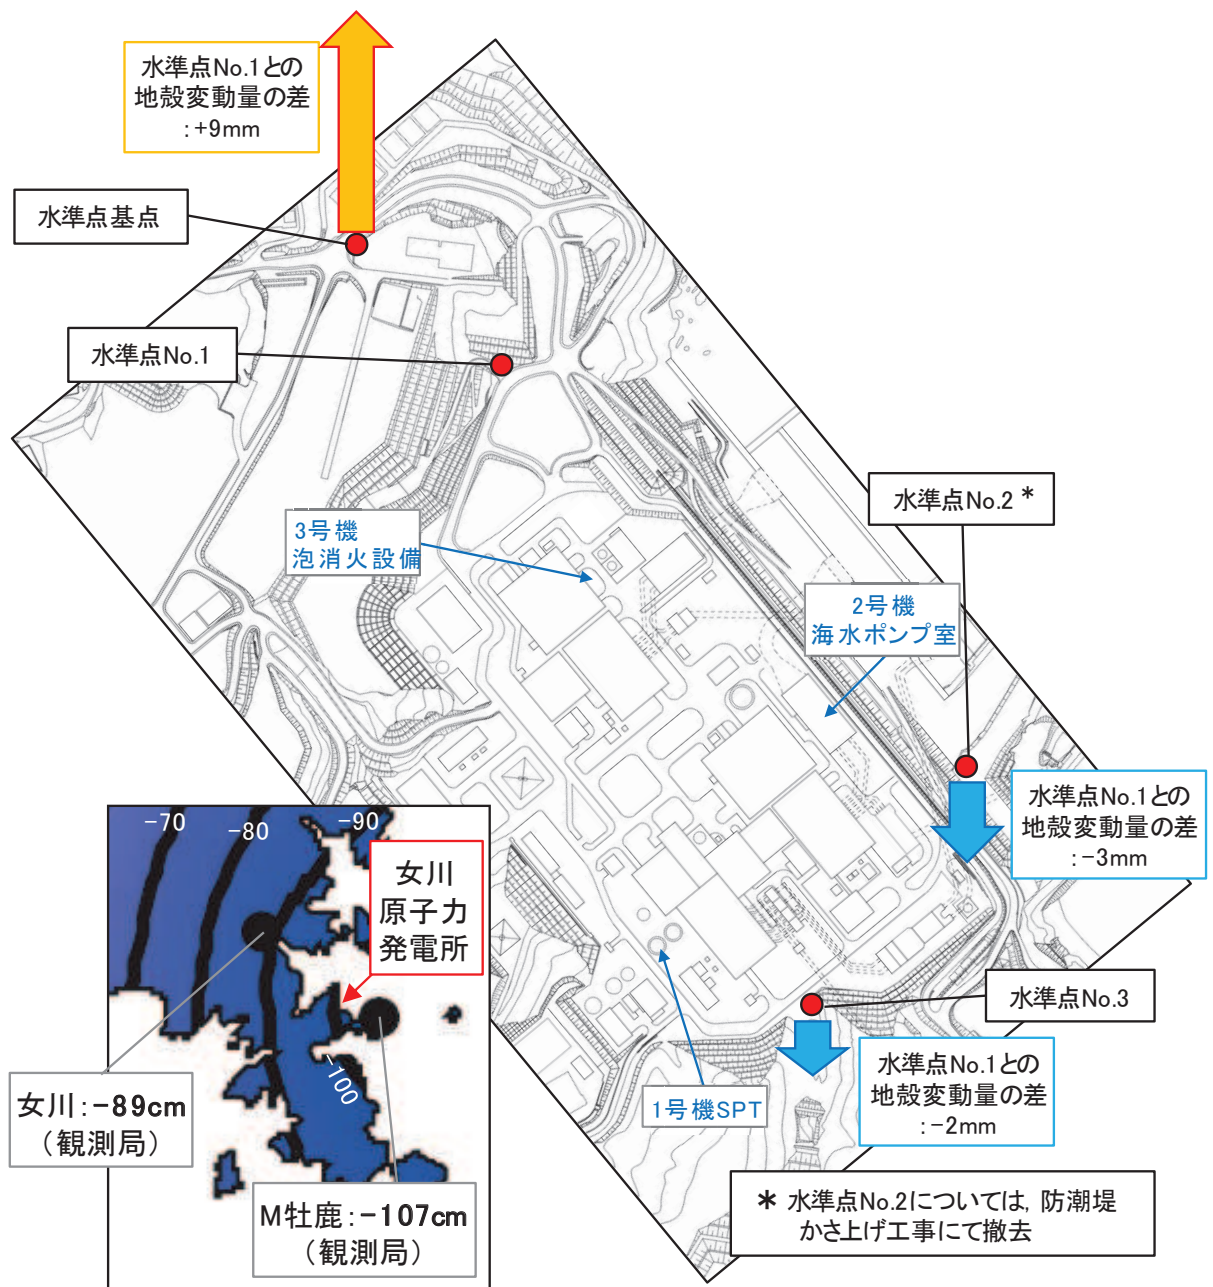 水準点No.1との
地殻変動量の差
:+9mm
水準点基点
水準点No.1
水準点No.2 *
3号機
泡消火設備
2号機
海水ポンプ室
水準点No.1との
地殻変動量の差
:-3mm
-70
-80
-90
女川
原子力
発電所
-100
水準点No.3
水準点No.1との
地殻変動量の差
:-2mm
1号機SPT
女川:-89cm
(観測局)
M牡鹿:-107cm
(観測局)
* 水準点No.2については, 防潮堤
かさ上げ工事にて撤去